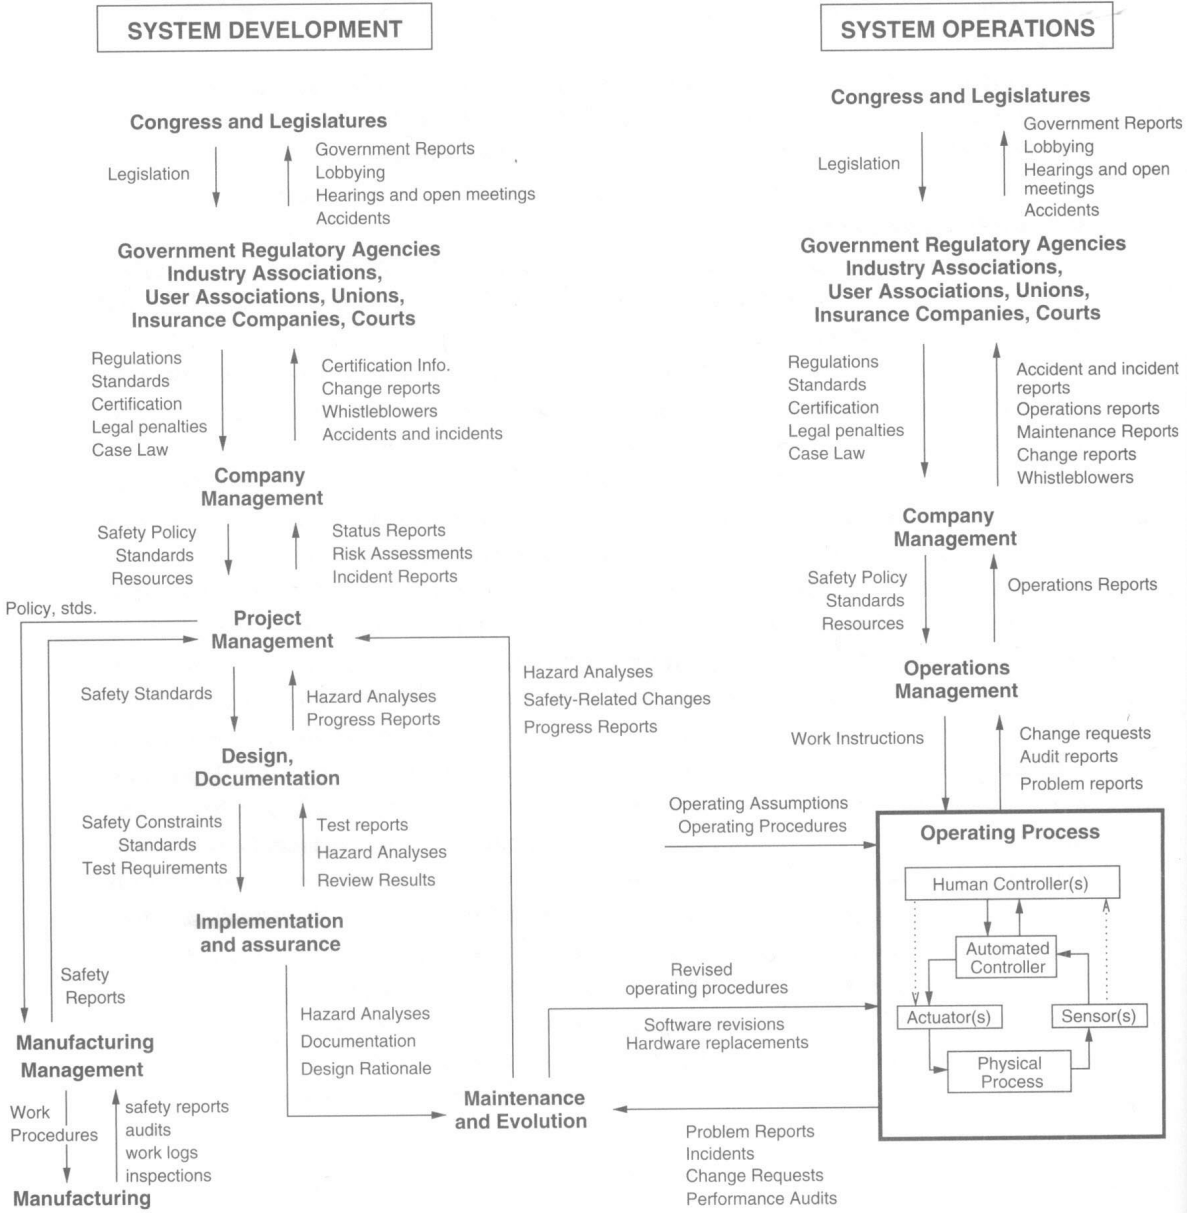 SYSTEM DEVELOPMENT
Congress and Legislatures
Legislation
Government Reports
Lobbying
Hearings and open meetings
Accidents
Government Regulatory Agencies
Industry Associations,
User Associations, Unions,
Insurance Companies, Courts
Regulations
Standards
Certification
Legal penalties
Case Law
Certification Info.
Change reports
Whistleblowers
Accidents and incidents
Company
Management
Safety Policy
Standards
Resources
Status Reports
Risk Assessments
Incident Reports
Policy, stds.
Project
Management
Safety Standards
Hazard Analyses
Progress Reports
Hazard Analyses
Safety-Related Changes
Progress Reports
Design,
Documentation
Safety Constraints
Standards
Test Requirements
Test reports
Hazard Analyses
Review Results
Implementation
and assurance
Safety
Reports
Hazard Analyses
Documentation
Design Rationale
Manufacturing
Management
Work
Procedures
safety reports
audits
work logs
inspections
Manufacturing
Maintenance
and Evolution
SYSTEM OPERATIONS
Congress and Legislatures
Legislation
Government Reports
Lobbying
Hearings and open
meetings
Accidents
Government Regulatory Agencies
Industry Associations,
User Associations, Unions,
Insurance Companies, Courts
Regulations
Standards
Certification
Legal penalties
Case Law
Accident and incident
reports
Operations reports
Maintenance Reports
Change reports
Whistleblowers
Company
Management
Safety Policy
Standards
Resources
Operations Reports
Operations
Management
Work Instructions
Change requests
Audit reports
Problem reports
Operating Assumptions
Operating Procedures
Operating Process
Human Controller(s)
Automated
Controller
Actuator(s)
Sensor(s)
Physical
Process
Revised
operating procedures
Software revisions
Hardware replacements
Problem Reports
Incidents
Change Requests
Performance Audits